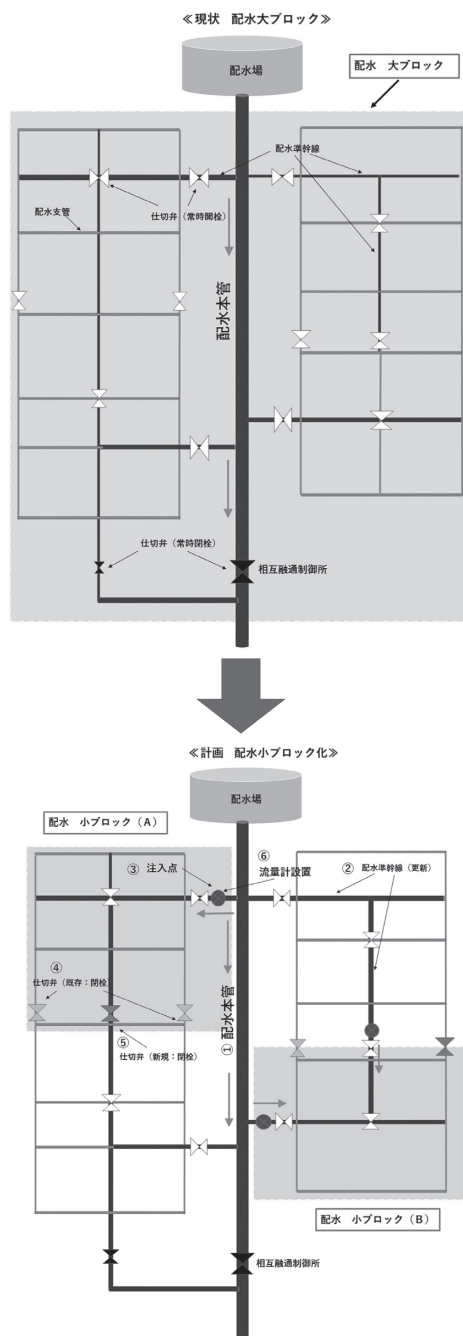 ≪現状 配水大ブロック≫
配水場
配水 大ブロック
配水準幹線
仕切弁（常時開栓）
配水支管
配水本管
仕切弁（常時閉栓）
相互融通制御所
≪計画 配水小ブロック化≫
配水場
配水 小ブロック（A）
⑥
流量計設置
③ 注入点
② 配水準幹線（更新）
④
仕切弁（既存：閉栓）
⑤
仕切弁（新規：閉栓）
① 配水本管
配水 小ブロック（B）
相互融通制御所